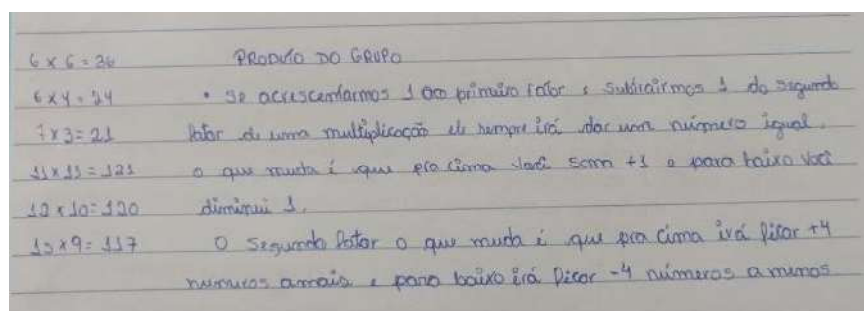 6 x 6 = 36 PRODUTO DO GRUPO
6 x 4 = 24 • se acrescentarmos 1 ao primeiro fator e subtrairmos 1 do segundo
7 x 3 = 21 fator de uma multiplicação ele sempre irá dar um número igual.
11 x 11 = 121 o que muda é que pra cima você som +1 e para baixo você
12 x 10 = 120 diminui 1.
13 x 9 = 117 O segundo fator o que muda é que pra cima irá ficar +4
números amais e para baixo irá ficar -4 números a menos